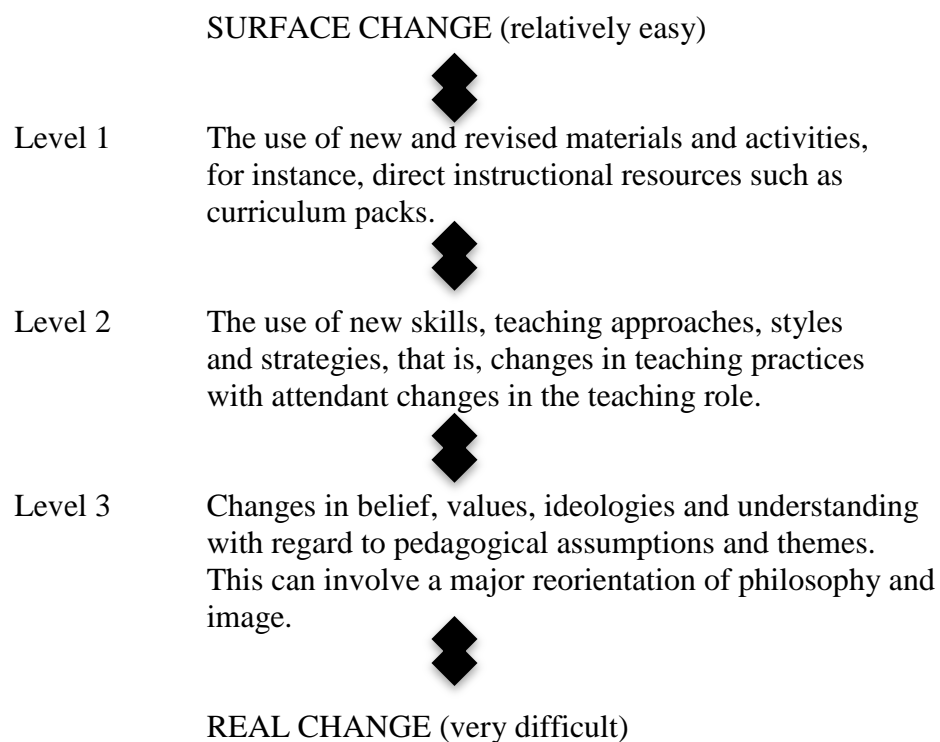 SURFACE CHANGE (relatively easy)
Level 1 The use of new and revised materials and activities,
for instance, direct instructional resources such as
curriculum packs.
Level 2 The use of new skills, teaching approaches, styles
and strategies, that is, changes in teaching practices
with attendant changes in the teaching role.
Level 3 Changes in belief, values, ideologies and understanding
with regard to pedagogical assumptions and themes.
This can involve a major reorientation of philosophy and
image.
REAL CHANGE (very difficult)